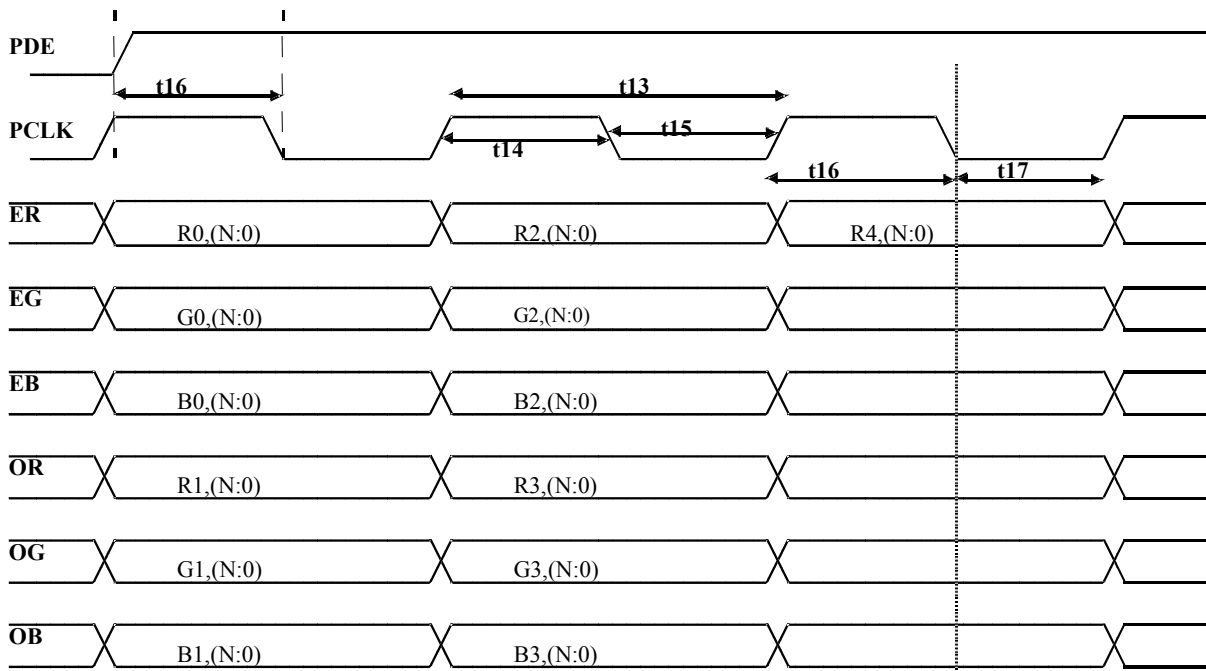 PDE
t16
t13
PCLK
t14
t15
t16
t17
ER
R0,(N:0)
R2,(N:0)
R4,(N:0)
EG
G0,(N:0)
G2,(N:0)
EB
B0,(N:0)
B2,(N:0)
OR
R1,(N:0)
R3,(N:0)
OG
G1,(N:0)
G3,(N:0)
OB
B1,(N:0)
B3,(N:0)